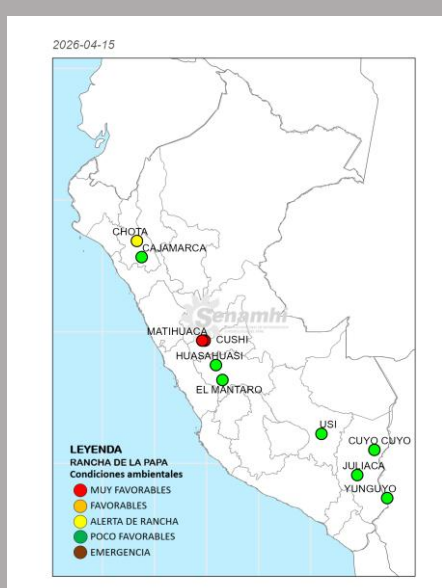 2026-04-15
CHOTA
CAJAMARCA
Senamhi
MATIHUACA
CUSHI
HUASAHUASI
EL MANTARO
USI
CUYO CUYO
JULIACA
YUNGUYO
LEYENDA
RANCHA DE LA PAPA
Condiciones ambientales
MUY FAVORABLES
FAVORABLES
ALERTA DE RANCHA
POCO FAVORABLES
EMERGENCIA